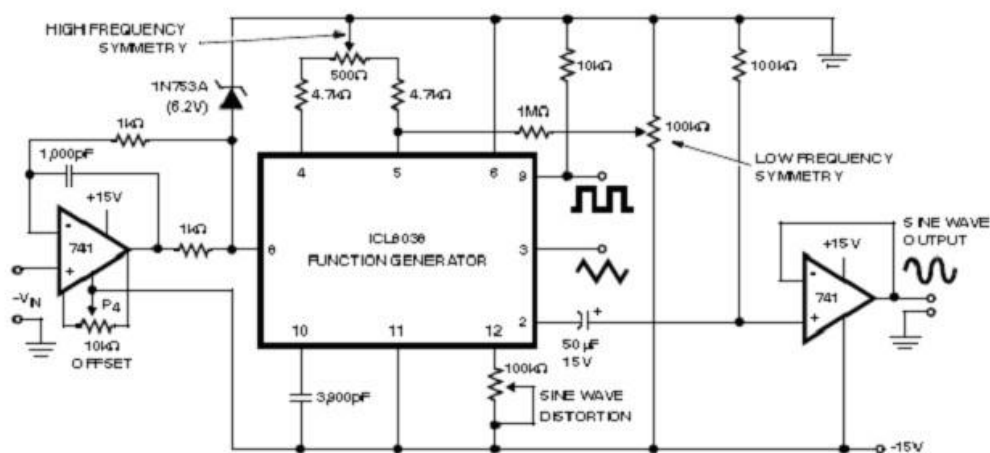 HIGH FREQUENCY
SYMMETRY
500Ω
1N753A
(6.2V)
4.7kΩ
4.7kΩ
10kΩ
100kΩ
1MΩ
100kΩ
LOW FREQUENCY
SYMMETRY
1kΩ
1,000pF
+15V
-
741
+
1kΩ
-VIN
P4
10kΩ
OFFSET
4
5
6
9
8
3
ICL8038
FUNCTION GENERATOR
2
10
11
12
3,900pF
100kΩ
SINE WAVE
DISTORTION
+
50 µF
15V
SINE WAVE
OUTPUT
+15V
-
741
+
-15V